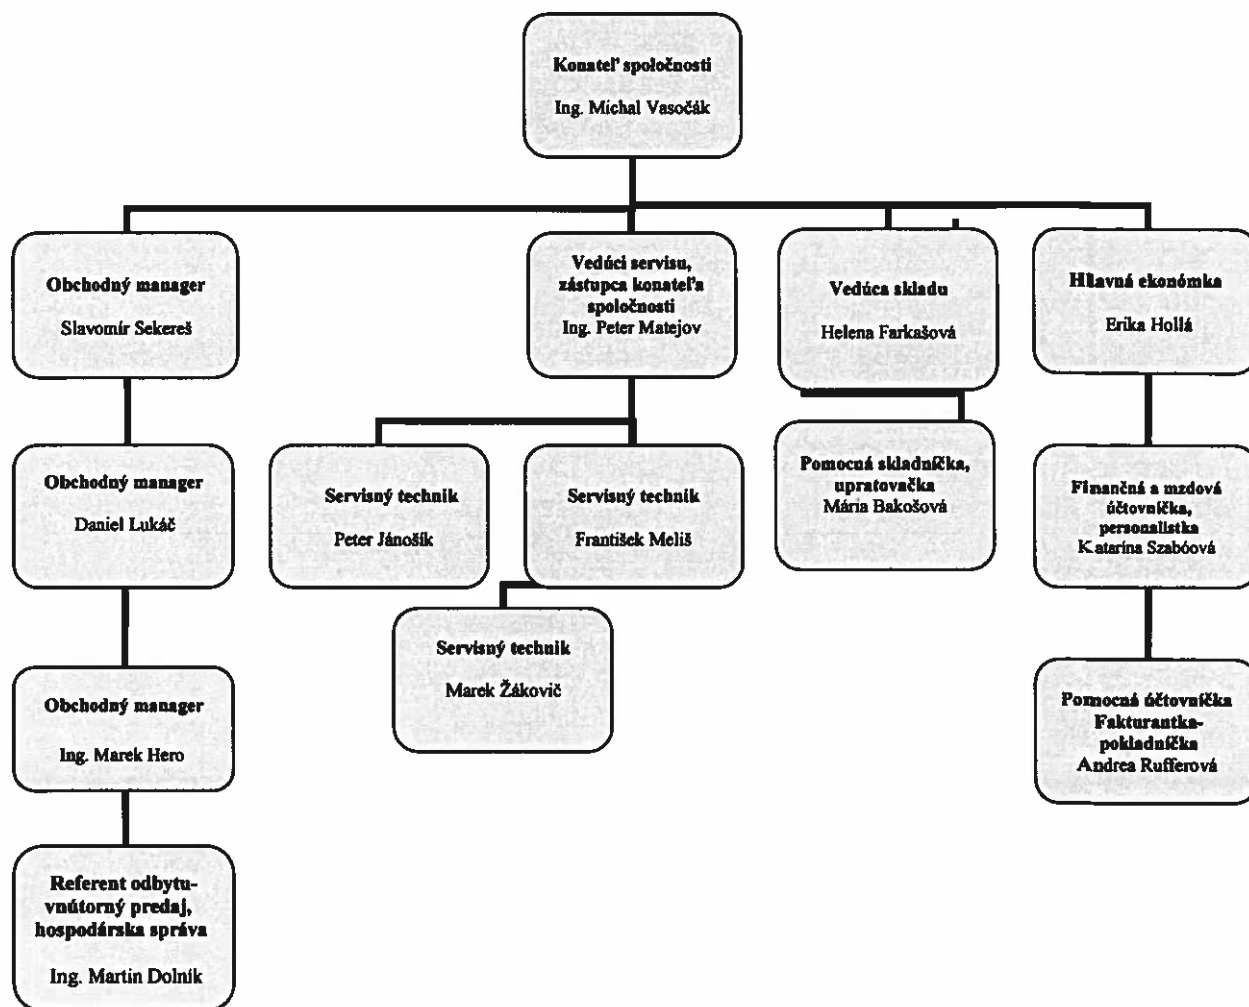 Konateľ spoločnosti
Ing. Michal Vasočák
Obchodný manager
Slavomír Sekereš
Vedúci servisu,
zástupca konateľa
spoločnosti
Ing. Peter Matejov
Vedúca skladu
Helena Farkašová
Hlavná ekonómka
Erika Hollá
Obchodný manager
Daniel Lukáč
Servisný technik
Peter Jánošík
Servisný technik
František Meliš
Pomocná skladníčka,
upratovačka
Mária Bakošová
Finančná a mzdová
účtovníčka,
personalistka
Katarína Szabóová
Servisný technik
Marek Žákovič
Obchodný manager
Ing. Marek Hero
Pomocná účtovníčka
Fakturantka-
pokladníčka
Andrea Rufferová
Referent odbytu-
vnútorný predaj,
hospodárska správa
Ing. Martin Dolník